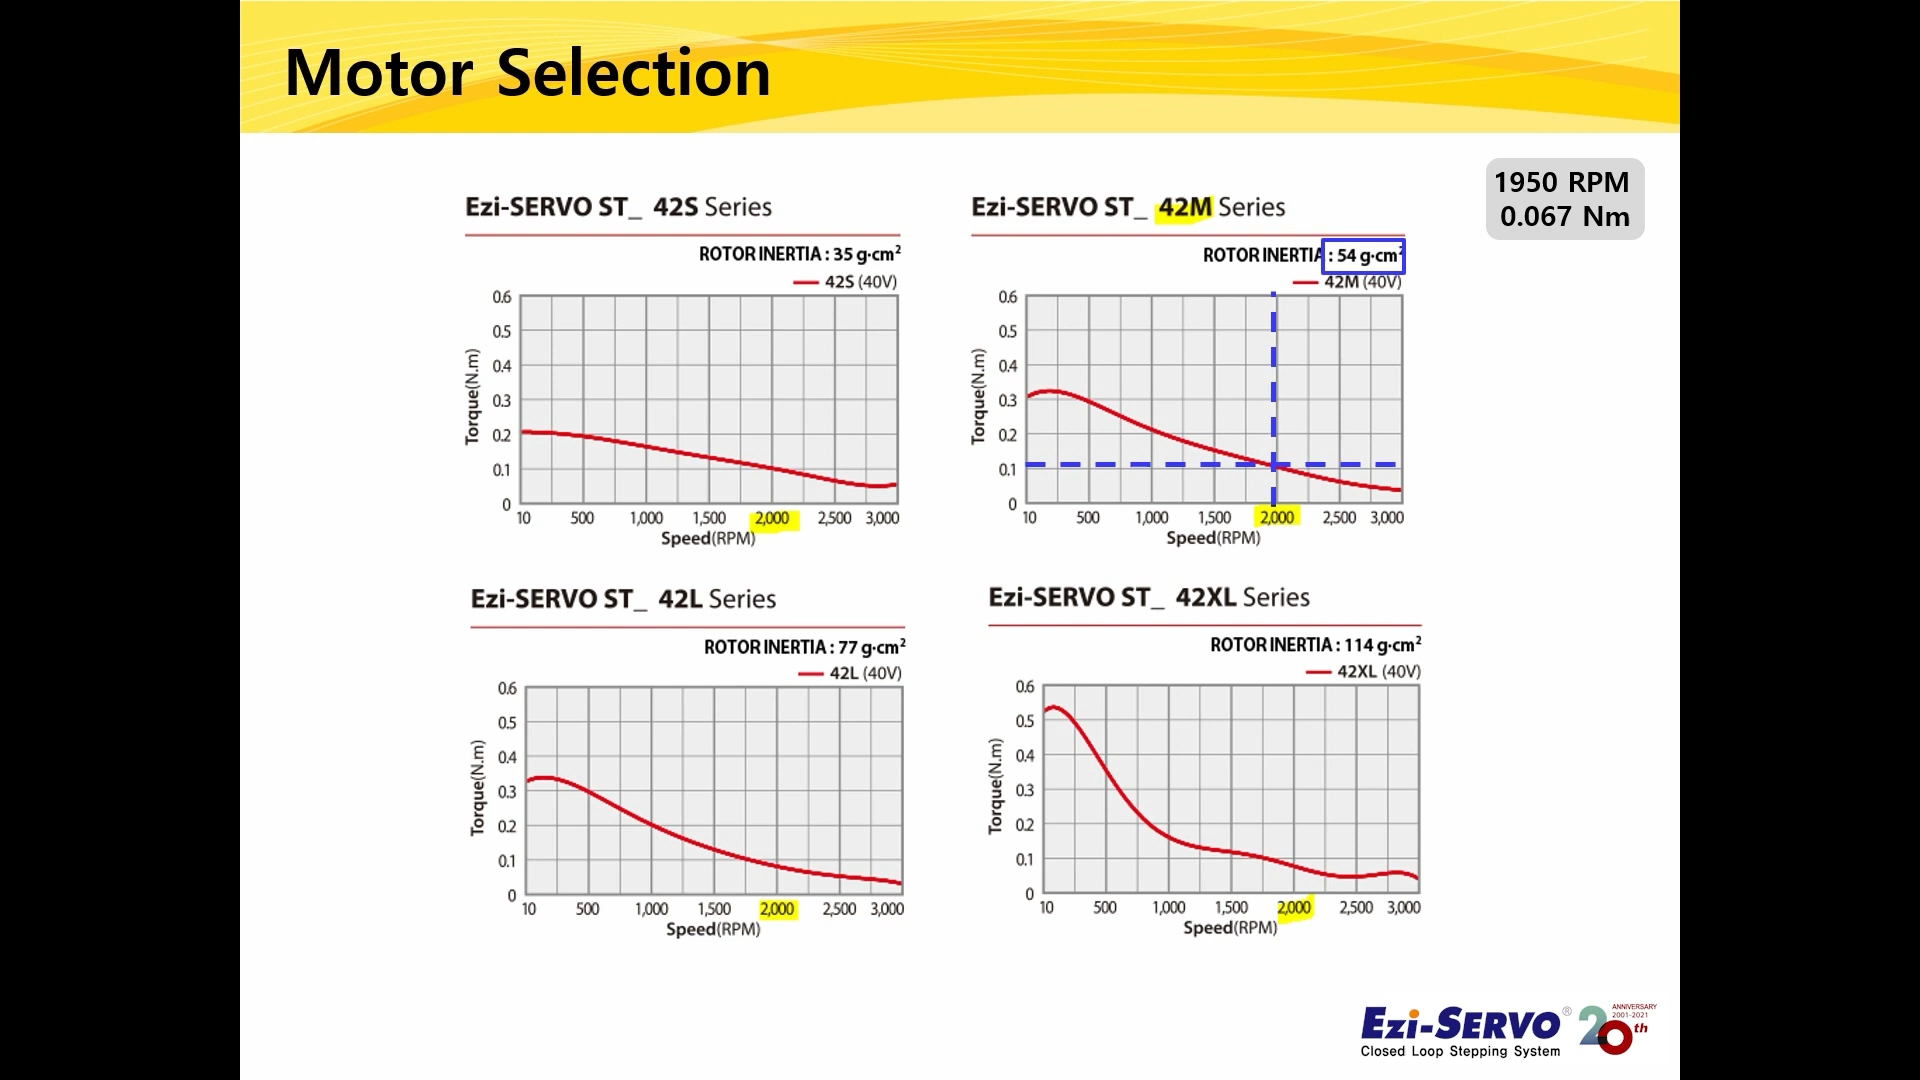 Motor Selection
1950 RPM
0.067 Nm
Ezi-SERVO ST_ 42S Series
ROTOR INERTIA : 35 g·cm²
42S (40V)
Torque(N.m)
0.6
0.5
0.4
0.3
0.2
0.1
0
10 500 1,000 1,500 2,000 2,500 3,000
Speed(RPM)
Ezi-SERVO ST_ 42M Series
ROTOR INERTIA : 54 g·cm²
42M (40V)
Torque(N.m)
0.6
0.5
0.4
0.3
0.2
0.1
0
10 500 1,000 1,500 2,000 2,500 3,000
Speed(RPM)
Ezi-SERVO ST_ 42L Series
ROTOR INERTIA : 77 g·cm²
42L (40V)
Torque(N.m)
0.6
0.5
0.4
0.3
0.2
0.1
0
10 500 1,000 1,500 2,000 2,500 3,000
Speed(RPM)
Ezi-SERVO ST_ 42XL Series
ROTOR INERTIA : 114 g·cm²
42XL (40V)
Torque(N.m)
0.6
0.5
0.4
0.3
0.2
0.1
0
10 500 1,000 1,500 2,000 2,500 3,000
Speed(RPM)
Ezi-SERVO®
Closed Loop Stepping System
ANNIVERSARY
2001-2021
20th